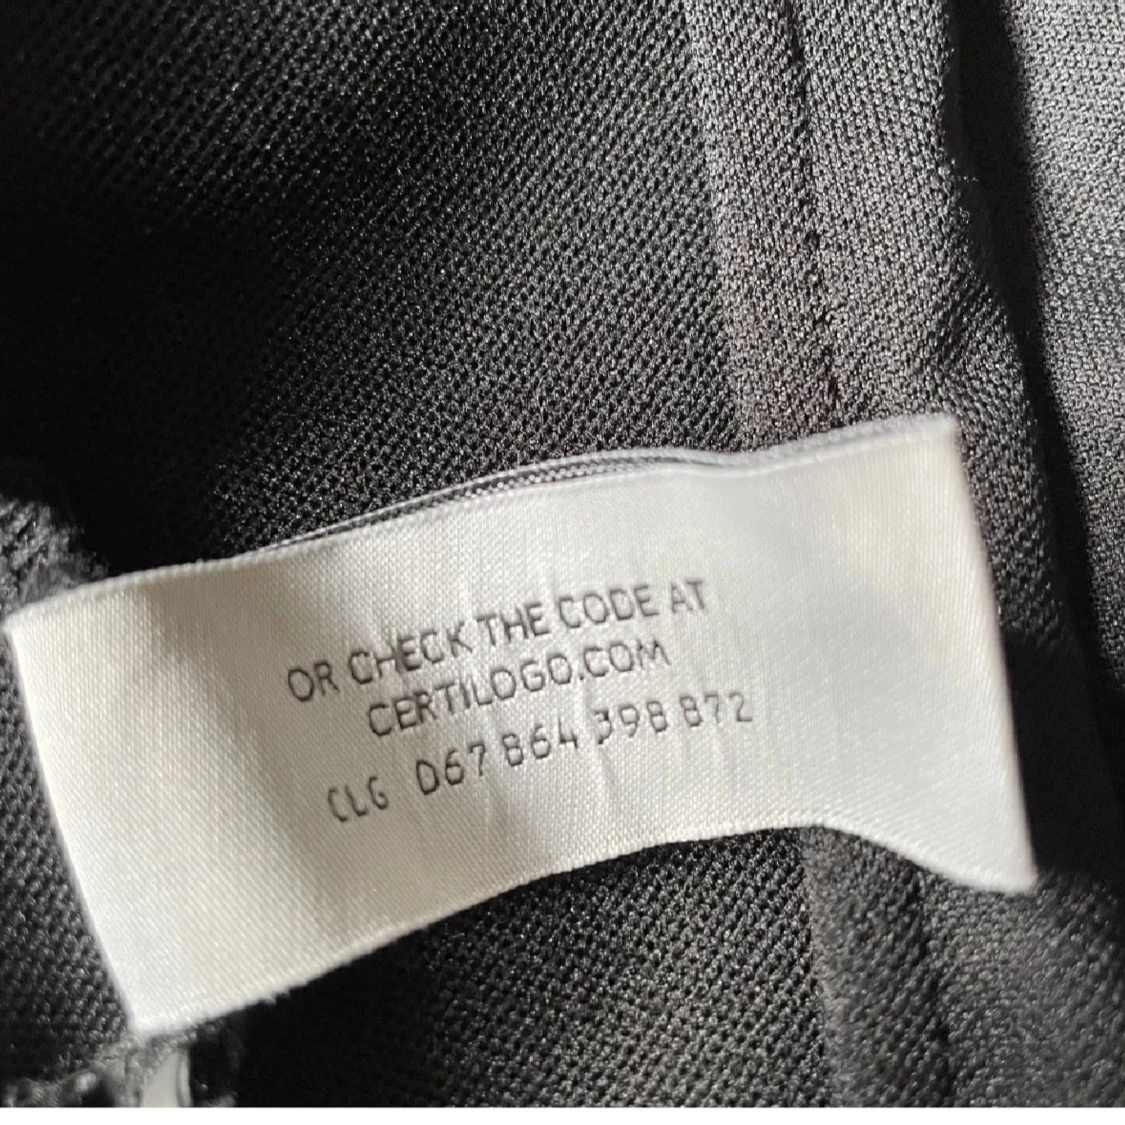 OR CHECK THE CODE AT
CERTILOGO.COM
CLG 067 864 398 872